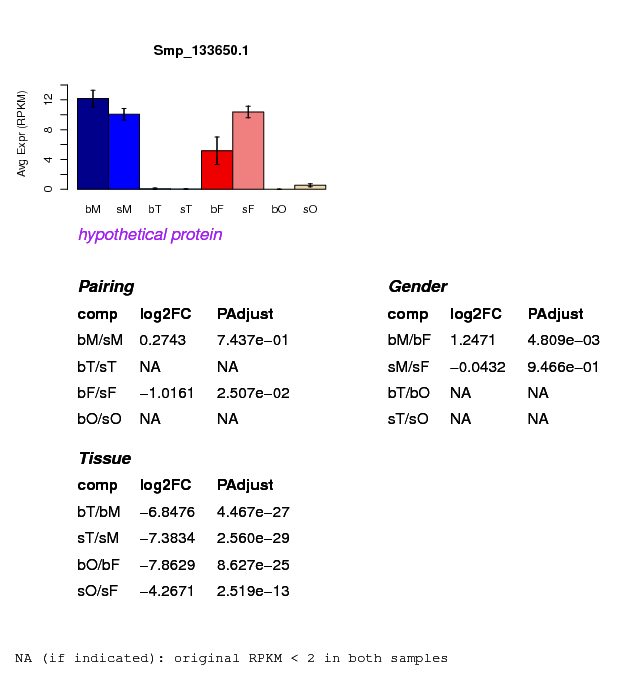 Smp_133650.1
Avg Expr (RPKM)
12
8
4
0
bM sM bT sT bF sF bO sO
hypothetical protein
Pairing
comp log2FC PAdjust
bM/sM 0.2743 7.437e−01
bT/sT NA NA
bF/sF −1.0161 2.507e−02
bO/sO NA NA
Gender
comp log2FC PAdjust
bM/bF 1.2471 4.809e−03
sM/sF −0.0432 9.466e−01
bT/bO NA NA
sT/sO NA NA
Tissue
comp log2FC PAdjust
bT/bM −6.8476 4.467e−27
sT/sM −7.3834 2.560e−29
bO/bF −7.8629 8.627e−25
sO/sF −4.2671 2.519e−13
NA (if indicated): original RPKM < 2 in both samples